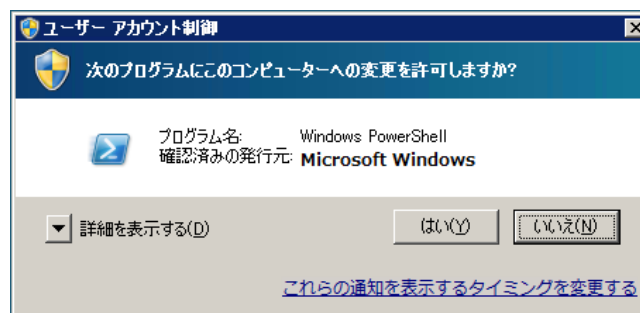 ユーザー アカウント制御
次のプログラムにこのコンピューターへの変更を許可しますか?
プログラム名: Windows PowerShell
確認済みの発行元: Microsoft Windows
詳細を表示する(D) はい(Y) いいえ(N)
これらの通知を表示するタイミングを変更する